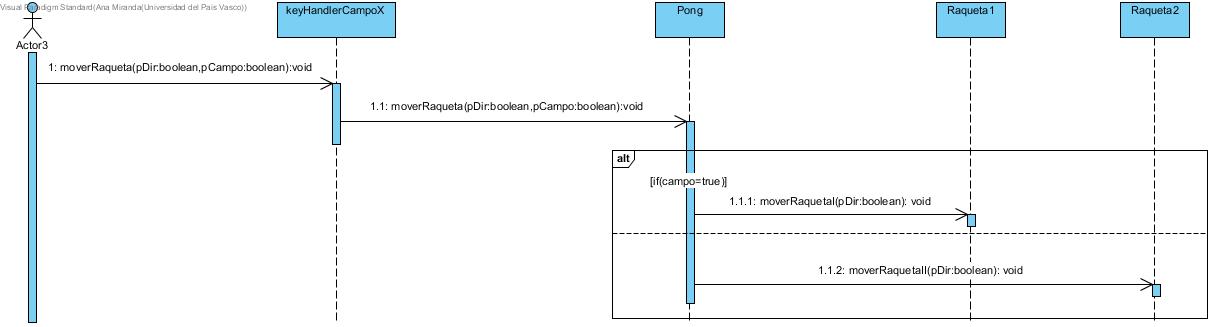 Visual Paradigm Standard(Ana Miranda(Universidad del Pais Vasco))
keyHandlerCampoX
Pong
Raqueta1
Raqueta2
Actor3
1: moverRaqueta(pDir:boolean,pCampo:boolean):void
1.1: moverRaqueta(pDir:boolean,pCampo:boolean):void
alt
[if(campo=true)]
1.1.1: moverRaquetaI(pDir:boolean): void
1.1.2: moverRaquetaII(pDir:boolean): void